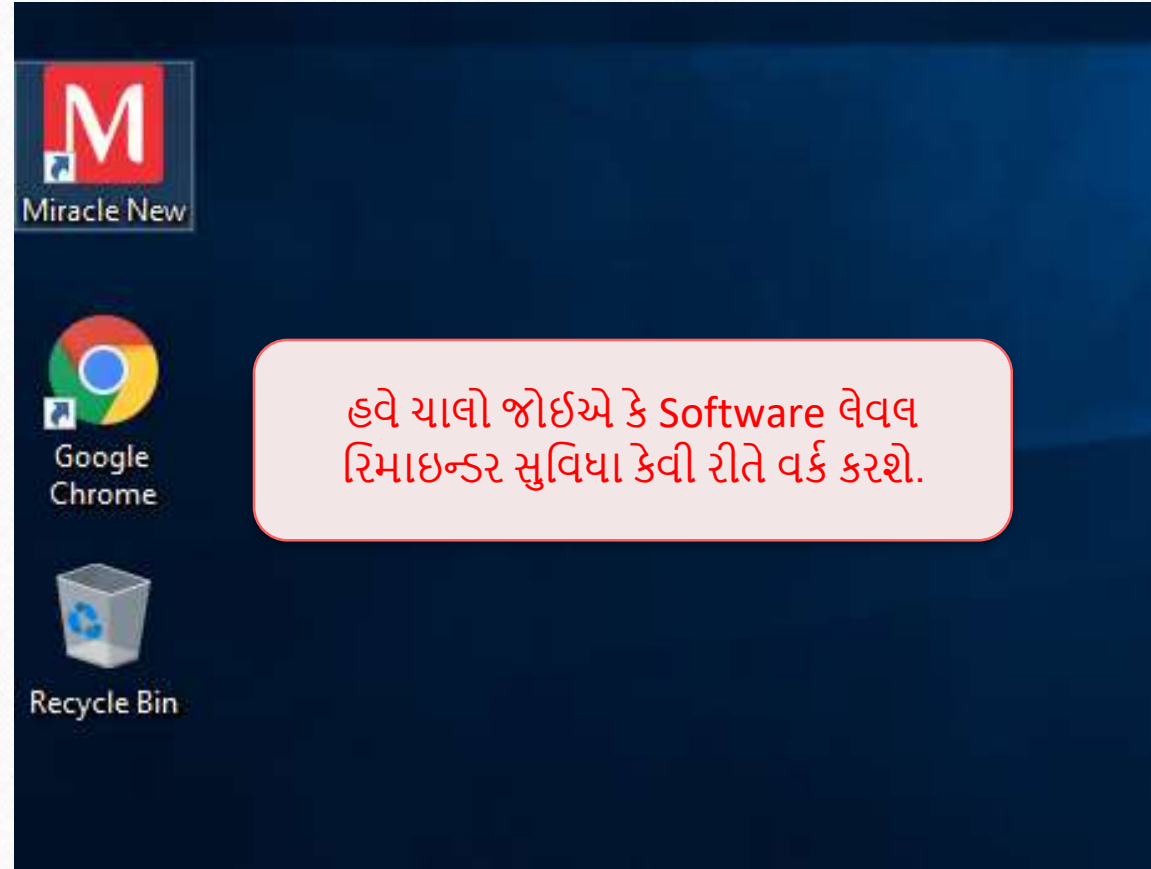 M
Miracle New
Google
Chrome
હવે ચાલો જોઈએ કે Software લેવલ
રિમાઇન્ડર સુવિધા કેવી રીતે વર્ક કરશે.
Recycle Bin